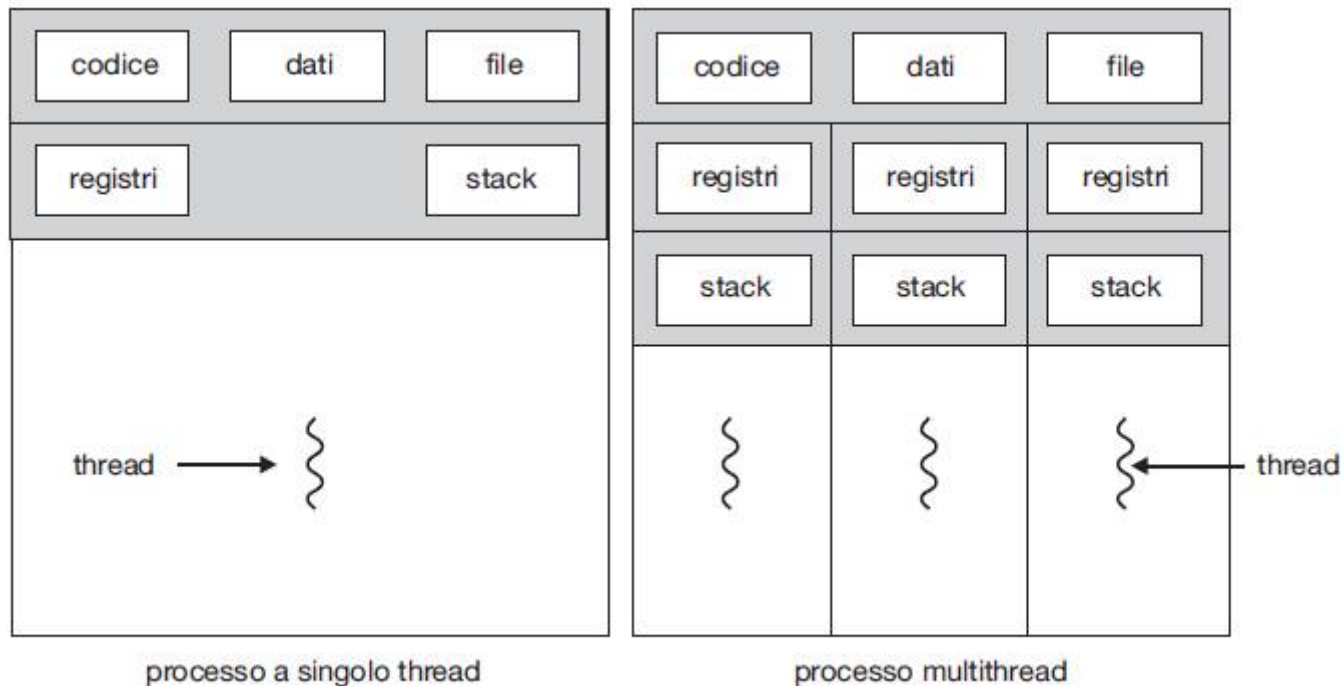 codice dati file
registri stack
thread
processo a singolo thread
codice dati file
registri registri registri
stack stack stack
thread
processo multithread